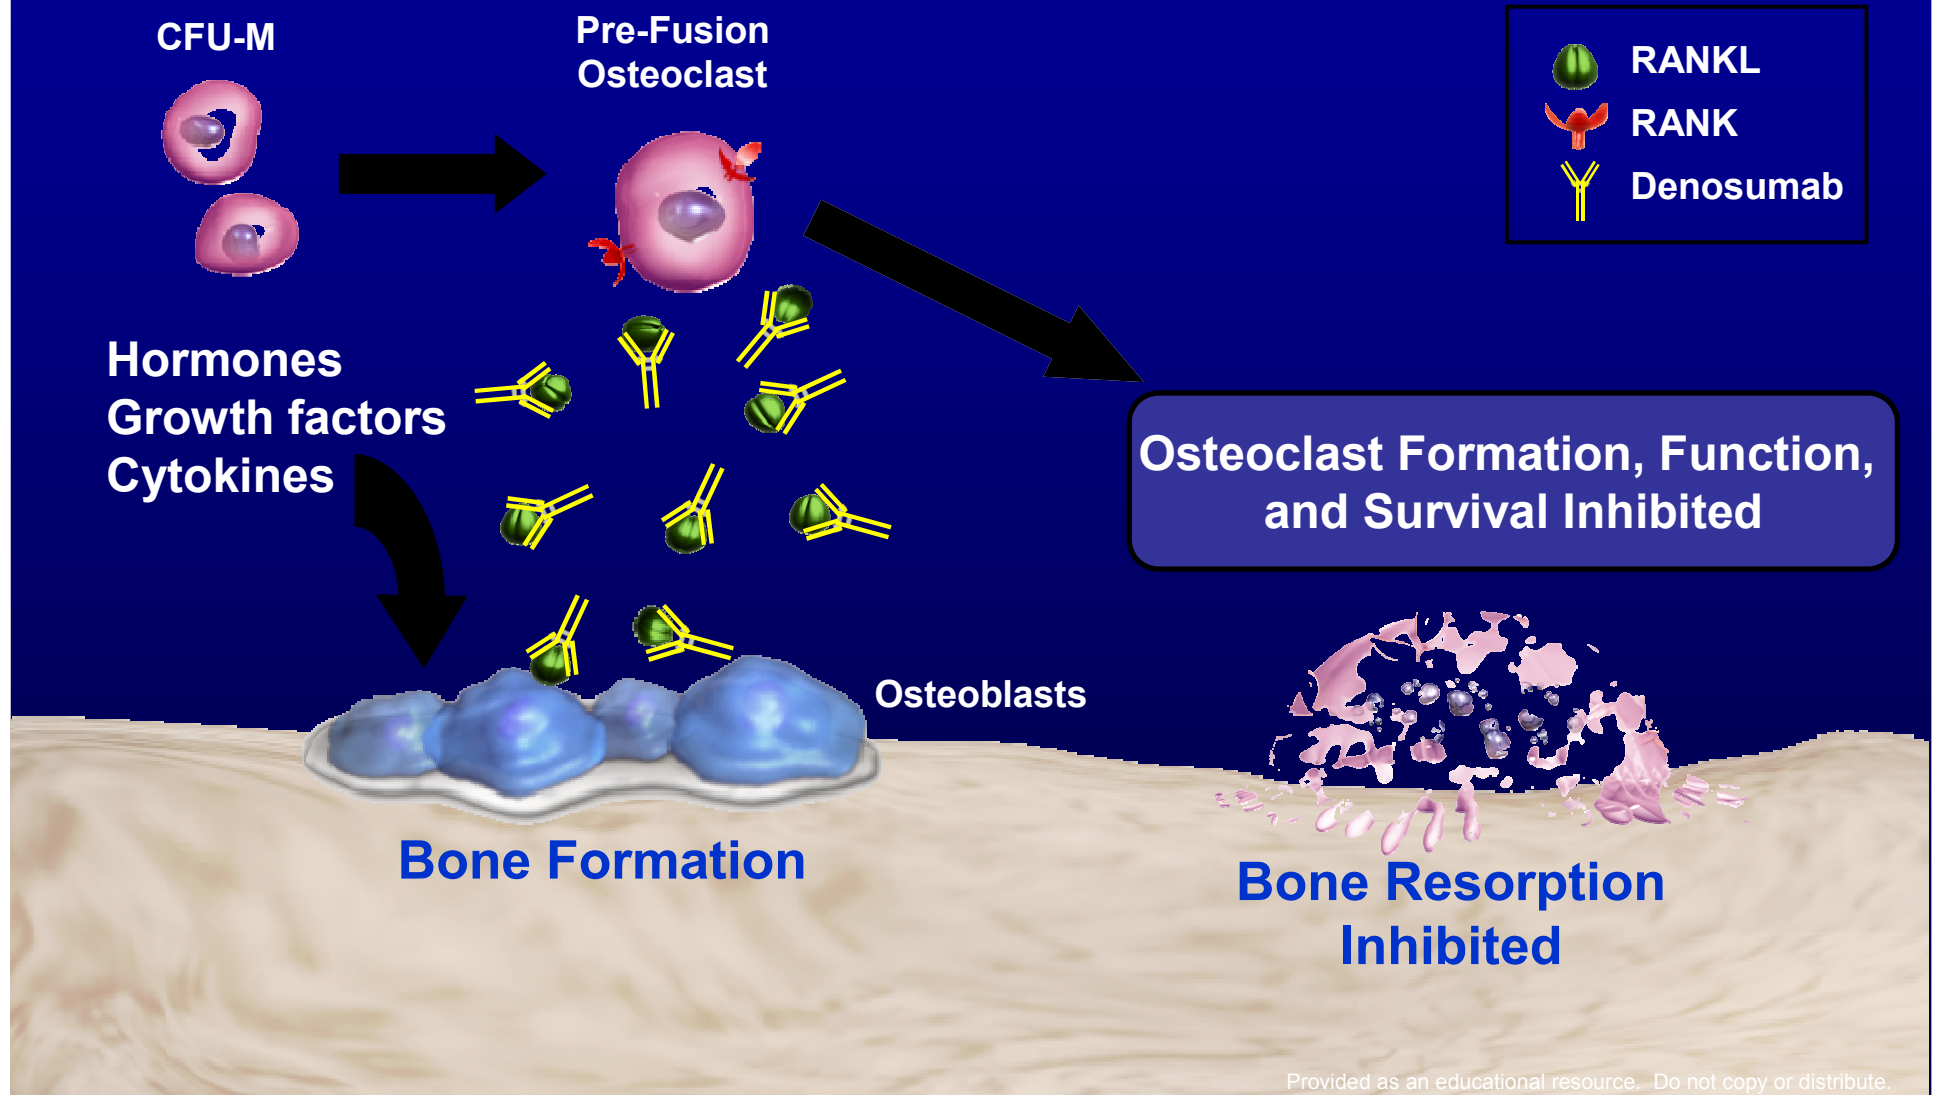 CFU-M
Pre-Fusion
Osteoclast
RANKL
RANK
Denosumab
Hormones
Growth factors
Cytokines
Osteoclast Formation, Function,
and Survival Inhibited
Osteoblasts
Bone Formation
Bone Resorption
Inhibited
Provided as an educational resource.  Do not copy or distribute.